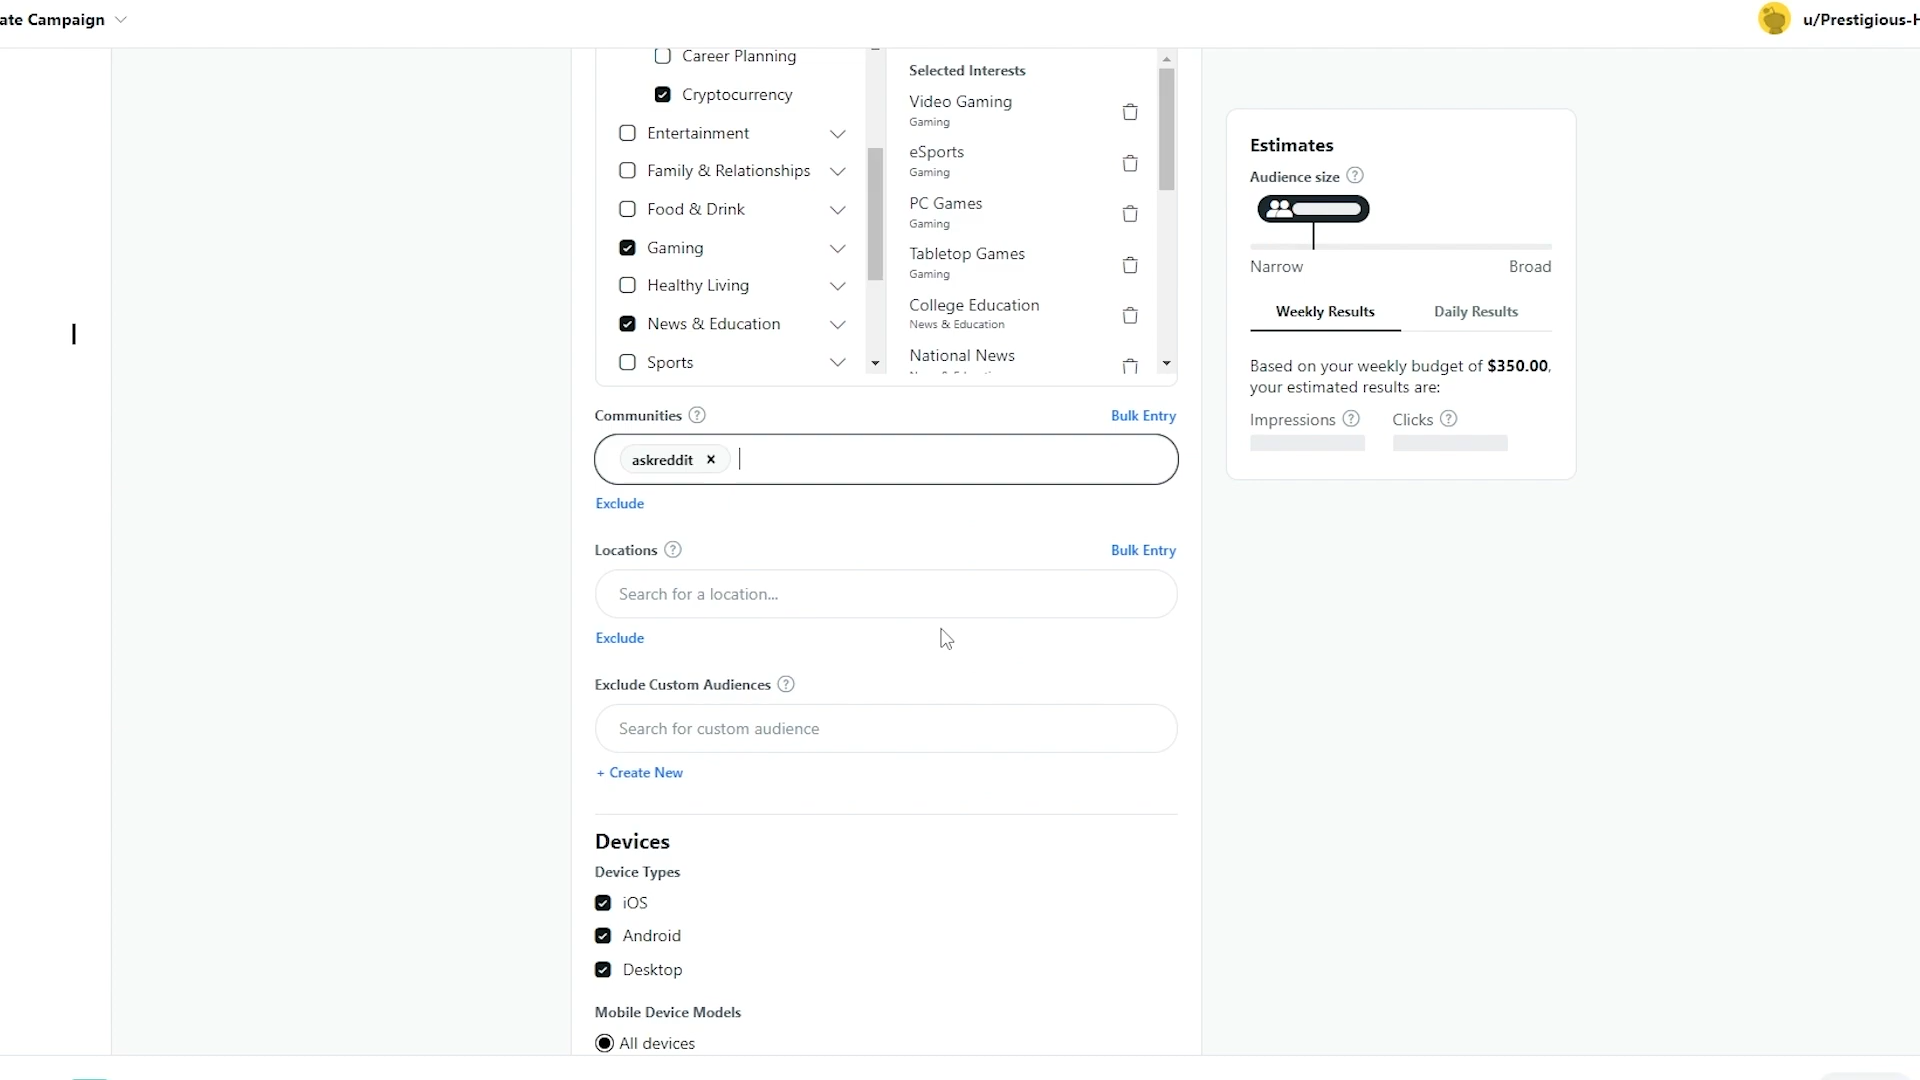 ate Campaign
u/Prestigious-H
Career Planning
Cryptocurrency
Entertainment
Family & Relationships
Food & Drink
Gaming
Healthy Living
News & Education
Sports
Selected Interests
Video Gaming
Gaming
eSports
Gaming
PC Games
Gaming
Tabletop Games
Gaming
College Education
News & Education
National News
Communities
Bulk Entry
askreddit
Exclude
Locations
Bulk Entry
Search for a location...
Exclude
Exclude Custom Audiences
Search for custom audience
+ Create New
Devices
Device Types
iOS
Android
Desktop
Mobile Device Models
All devices
Estimates
Audience size
Narrow
Broad
Weekly Results
Daily Results
Based on your weekly budget of $350.00,
your estimated results are:
Impressions
Clicks